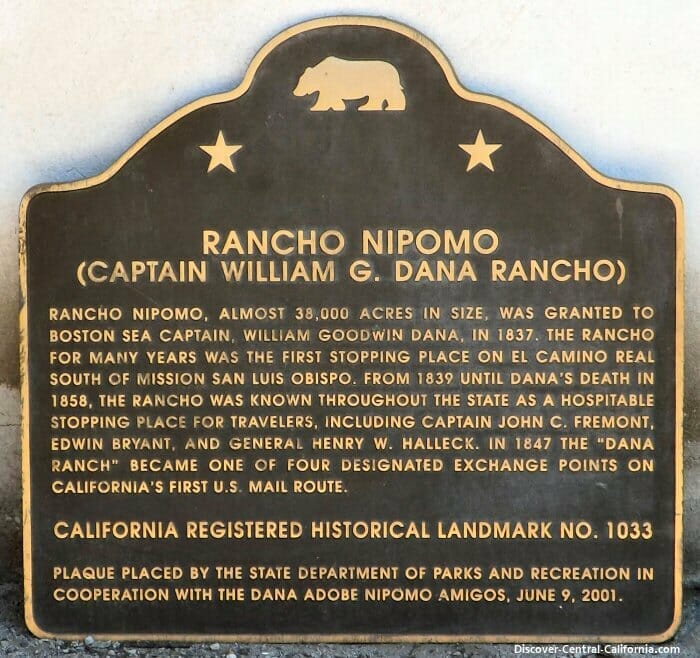 RANCHO NIPOMO
(CAPTAIN WILLIAM G. DANA RANCHO)
RANCHO NIPOMO, ALMOST 38,000 ACRES IN SIZE, WAS GRANTED TO
BOSTON SEA CAPTAIN, WILLIAM GOODWIN DANA, IN 1837. THE RANCHO
FOR MANY YEARS WAS THE FIRST STOPPING PLACE ON EL CAMINO REAL
SOUTH OF MISSION SAN LUIS OBISPO. FROM 1839 UNTIL DANA'S DEATH IN
1858, THE RANCHO WAS KNOWN THROUGHOUT THE STATE AS A HOSPITABLE
STOPPING PLACE FOR TRAVELERS, INCLUDING CAPTAIN JOHN C. FREMONT,
EDWIN BRYANT, AND GENERAL HENRY W. HALLECK. IN 1847 THE "DANA
RANCH" BECAME ONE OF FOUR DESIGNATED EXCHANGE POINTS ON
CALIFORNIA'S FIRST U.S. MAIL ROUTE.
CALIFORNIA REGISTERED HISTORICAL LANDMARK NO. 1033
PLAQUE PLACED BY THE STATE DEPARTMENT OF PARKS AND RECREATION IN
COOPERATION WITH THE DANA ADOBE NIPOMO AMIGOS, JUNE 9, 2001.
Discover-Central-California.com